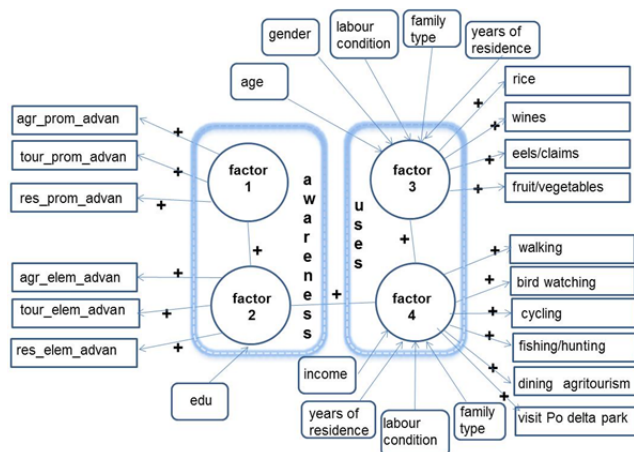 gender
labour
condition
family
type
years of
residence
age
rice
agr_prom_advan
+
tour_prom_advan
+
res_prom_advan
+
factor
1
awareness
uses
factor
3
+
+
wines
+
eels/claims
+
fruit/vegetables
+
+
+
walking
agr_elem_advan
+
tour_elem_advan
+
res_elem_advan
+
factor
2
+
factor
4
+
bird watching
+
cycling
+
fishing/hunting
+
dining agritourism
+
visit Po delta park
+
edu
income
years of
residence
labour
condition
family
type